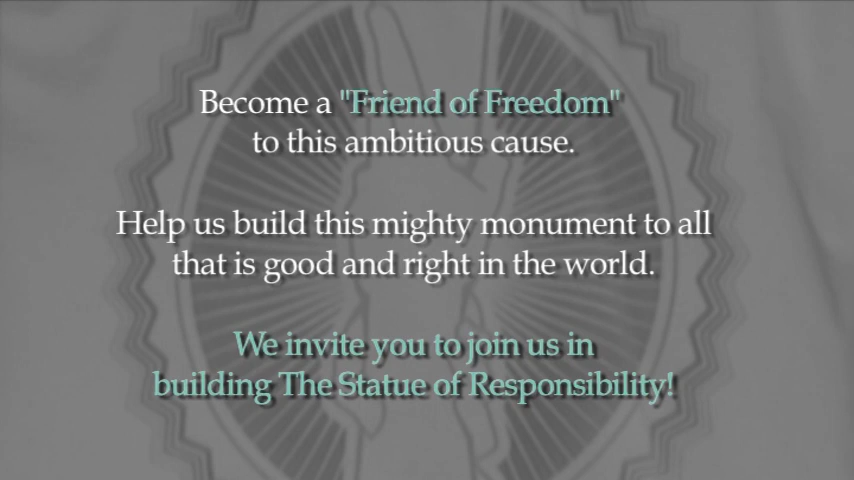 Become a "Friend of Freedom"
to this ambitious cause.
Help us build this mighty monument to all
that is good and right in the world.
We invite you to join us in
building The Statue of Responsibility!